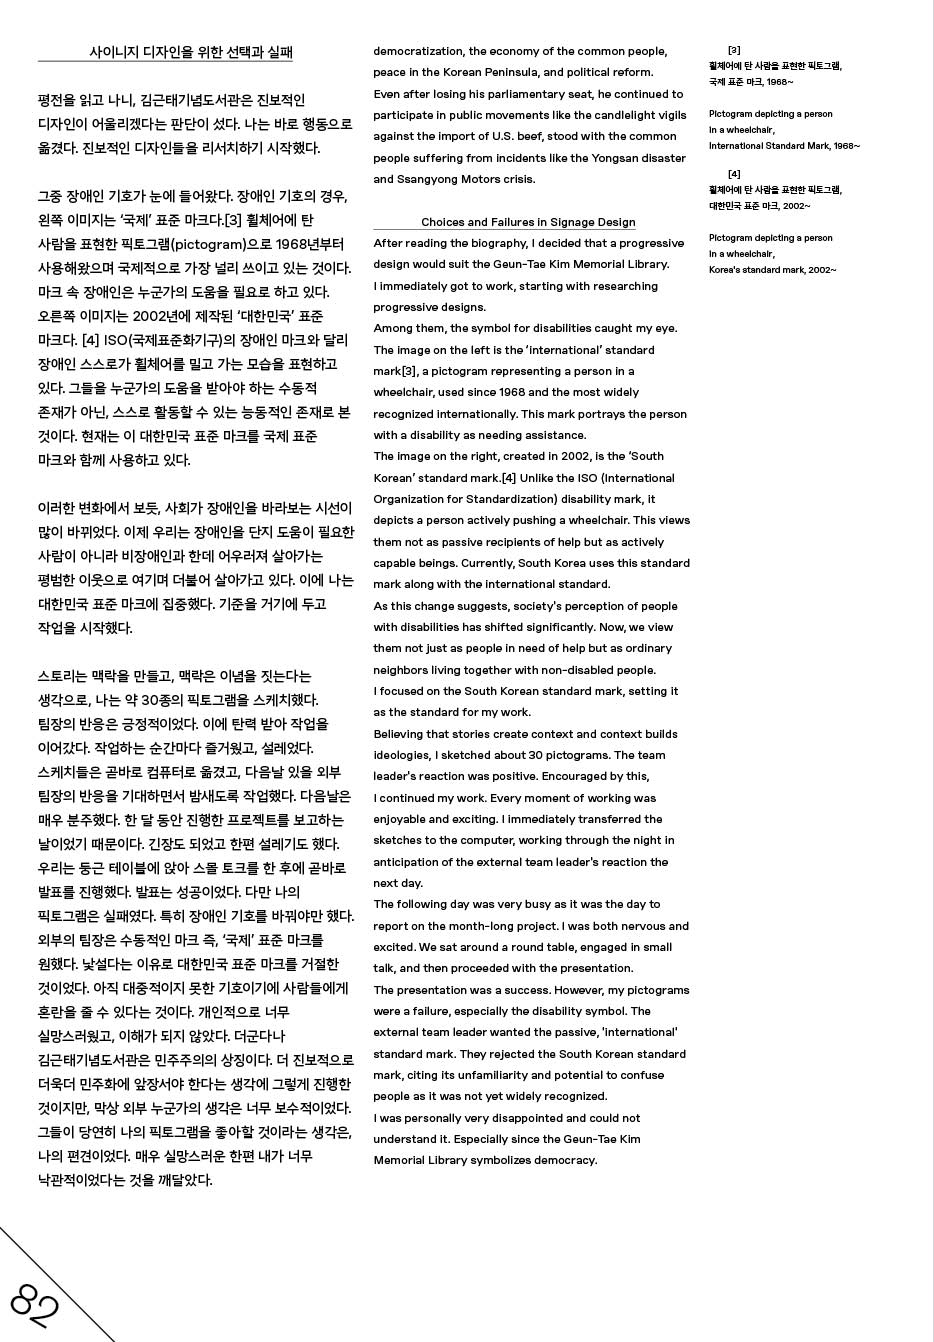 사이니지 디자인을 위한 선택과 실패
평전을 읽고 나니, 김근태기념도서관은 진보적인
디자인이 어울리겠다는 판단이 섰다. 나는 바로 행동으로
옮겼다. 진보적인 디자인들을 리서치하기 시작했다.
그중 장애인 기호가 눈에 들어왔다. 장애인 기호의 경우,
왼쪽 이미지는 ‘국제’ 표준 마크다.[3] 휠체어에 탄
사람을 표현한 픽토그램(pictogram)으로 1968년부터
사용해왔으며 국제적으로 가장 널리 쓰이고 있는 것이다.
마크 속 장애인은 누군가의 도움을 필요로 하고 있다.
오른쪽 이미지는 2002년에 제작된 ‘대한민국’ 표준
마크다. [4] ISO(국제표준화기구)의 장애인 마크와 달리
장애인 스스로가 휠체어를 밀고 가는 모습을 표현하고
있다. 그들을 누군가의 도움을 받아야 하는 수동적
존재가 아닌, 스스로 활동할 수 있는 능동적인 존재로 본
것이다. 현재는 이 대한민국 표준 마크를 국제 표준
마크와 함께 사용하고 있다.
이러한 변화에서 보듯, 사회가 장애인을 바라보는 시선이
많이 바뀌었다. 이제 우리는 장애인을 단지 도움이 필요한
사람이 아니라 비장애인과 한데 어우러져 살아가는
평범한 이웃으로 여기며 더불어 살아가고 있다. 이에 나는
대한민국 표준 마크에 집중했다. 기준을 거기에 두고
작업을 시작했다.
스토리는 맥락을 만들고, 맥락은 이념을 짓는다는
생각으로, 나는 약 30종의 픽토그램을 스케치했다.
팀장의 반응은 긍정적이었다. 이에 탄력 받아 작업을
이어갔다. 작업하는 순간마다 즐거웠고, 설레었다.
스케치들은 곧바로 컴퓨터로 옮겼고, 다음날 있을 외부
팀장의 반응을 기대하면서 밤새도록 작업했다. 다음날은
매우 분주했다. 한 달 동안 진행한 프로젝트를 보고하는
날이었기 때문이다. 긴장도 되었고 한편 설레기도 했다.
우리는 둥근 테이블에 앉아 스몰 토크를 한 후에 곧바로
발표를 진행했다. 발표는 성공이었다. 다만 나의
픽토그램은 실패였다. 특히 장애인 기호를 바꿔야만 했다.
외부의 팀장은 수동적인 마크 즉, ‘국제’ 표준 마크를
원했다. 낯설다는 이유로 대한민국 표준 마크를 거절한
것이었다. 아직 대중적이지 못한 기호이기에 사람들에게
혼란을 줄 수 있다는 것이다. 개인적으로 너무
실망스러웠고, 이해가 되지 않았다. 더군다나
김근태기념도서관은 민주주의의 상징이다. 더 진보적으로
더욱더 민주화에 앞장서야 한다는 생각에 그렇게 진행한
것이지만, 막상 외부 누군가의 생각은 너무 보수적이었다.
그들이 당연히 나의 픽토그램을 좋아할 것이라는 생각은,
나의 편견이었다. 매우 실망스러운 한편 내가 너무
낙관적이었다는 것을 깨달았다.
democratization, the economy of the common people,
peace in the Korean Peninsula, and political reform.
Even after losing his parliamentary seat, he continued to
participate in public movements like the candlelight vigils
against the import of U.S. beef, stood with the common
people suffering from incidents like the Yongsan disaster
and Ssangyong Motors crisis.
Choices and Failures in Signage Design
After reading the biography, I decided that a progressive
design would suit the Geun-Tae Kim Memorial Library.
I immediately got to work, starting with researching
progressive designs.
Among them, the symbol for disabilities caught my eye.
The image on the left is the ‘international’ standard
mark[3], a pictogram representing a person in a
wheelchair, used since 1968 and the most widely
recognized internationally. This mark portrays the person
with a disability as needing assistance.
The image on the right, created in 2002, is the ‘South
Korean’ standard mark.[4] Unlike the ISO (International
Organization for Standardization) disability mark, it
depicts a person actively pushing a wheelchair. This views
them not as passive recipients of help but as actively
capable beings. Currently, South Korea uses this standard
mark along with the international standard.
As this change suggests, society's perception of people
with disabilities has shifted significantly. Now, we view
them not just as people in need of help but as ordinary
neighbors living together with non-disabled people.
I focused on the South Korean standard mark, setting it
as the standard for my work.
Believing that stories create context and context builds
ideologies, I sketched about 30 pictograms. The team
leader's reaction was positive. Encouraged by this,
I continued my work. Every moment of working was
enjoyable and exciting. I immediately transferred the
sketches to the computer, working through the night in
anticipation of the external team leader's reaction the
next day.
The following day was very busy as it was the day to
report on the month-long project. I was both nervous and
excited. We sat around a round table, engaged in small
talk, and then proceeded with the presentation.
The presentation was a success. However, my pictograms
were a failure, especially the disability symbol. The
external team leader wanted the passive, 'international'
standard mark. They rejected the South Korean standard
mark, citing its unfamiliarity and potential to confuse
people as it was not yet widely recognized.
I was personally very disappointed and could not
understand it. Especially since the Geun-Tae Kim
Memorial Library symbolizes democracy.
[3]
휠체어에 탄 사람을 표현한 픽토그램,
국제 표준 마크, 1968~
Pictogram depicting a person
in a wheelchair,
International Standard Mark, 1968~
[4]
휠체어에 탄 사람을 표현한 픽토그램,
대한민국 표준 마크, 2002~
Pictogram depicting a person
in a wheelchair,
Korea's standard mark, 2002~
82